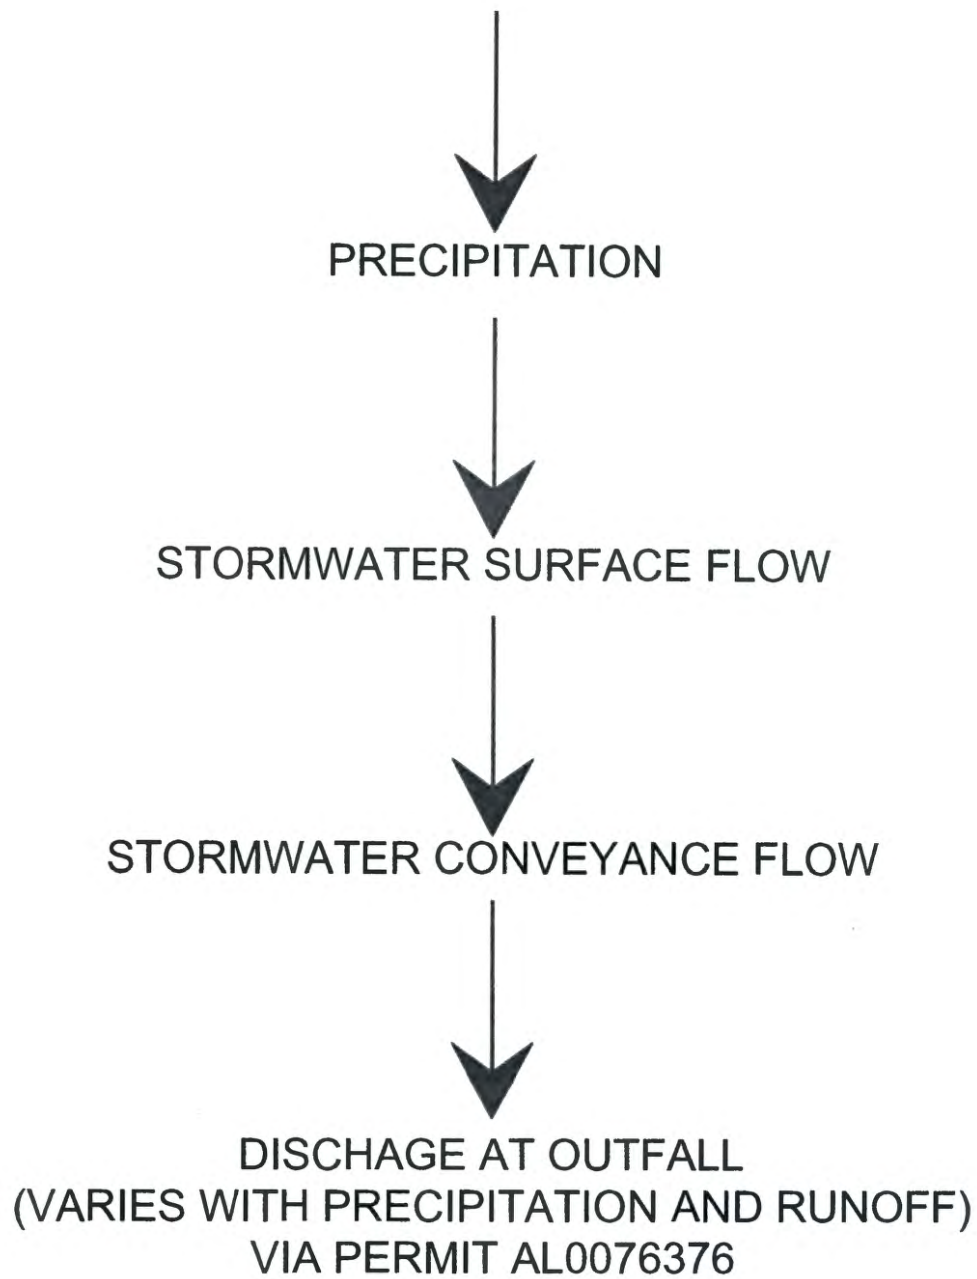 PRECIPITATION
STORMWATER SURFACE FLOW
STORMWATER CONVEYANCE FLOW
DISCHAGE AT OUTFALL
(VARIES WITH PRECIPITATION AND RUNOFF)
VIA PERMIT AL0076376